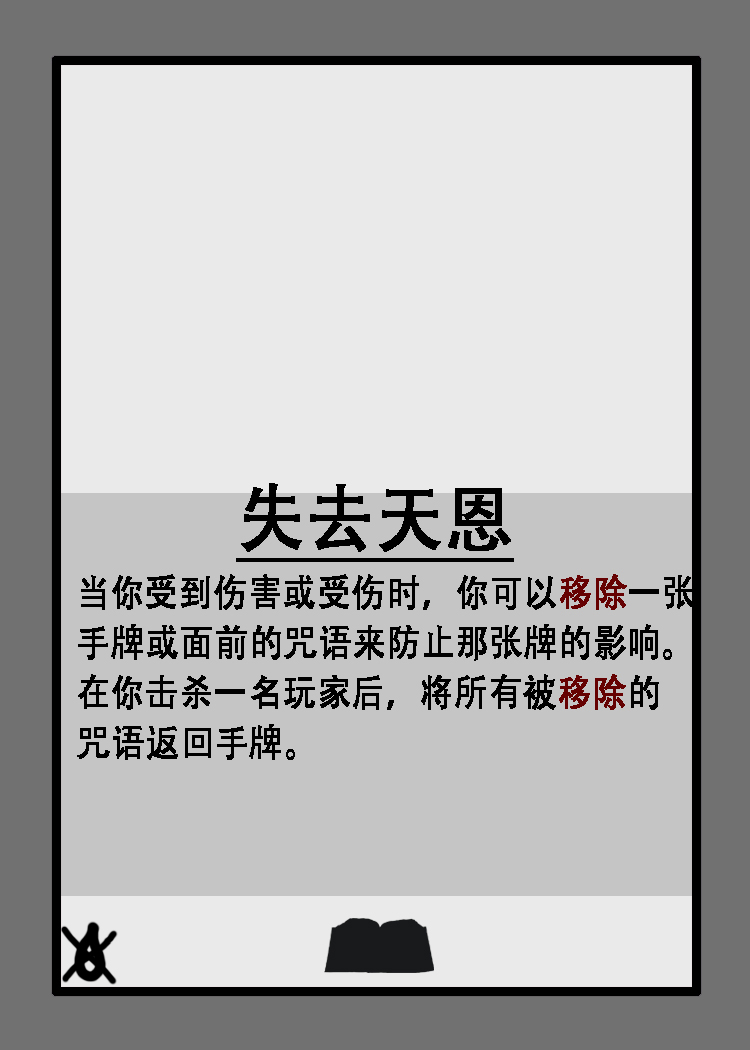 失去天恩
当你受到伤害或受伤时，你可以移除一张
手牌或面前的咒语来防止那张牌的影响。
在你击杀一名玩家后，将所有被移除的
咒语返回手牌。